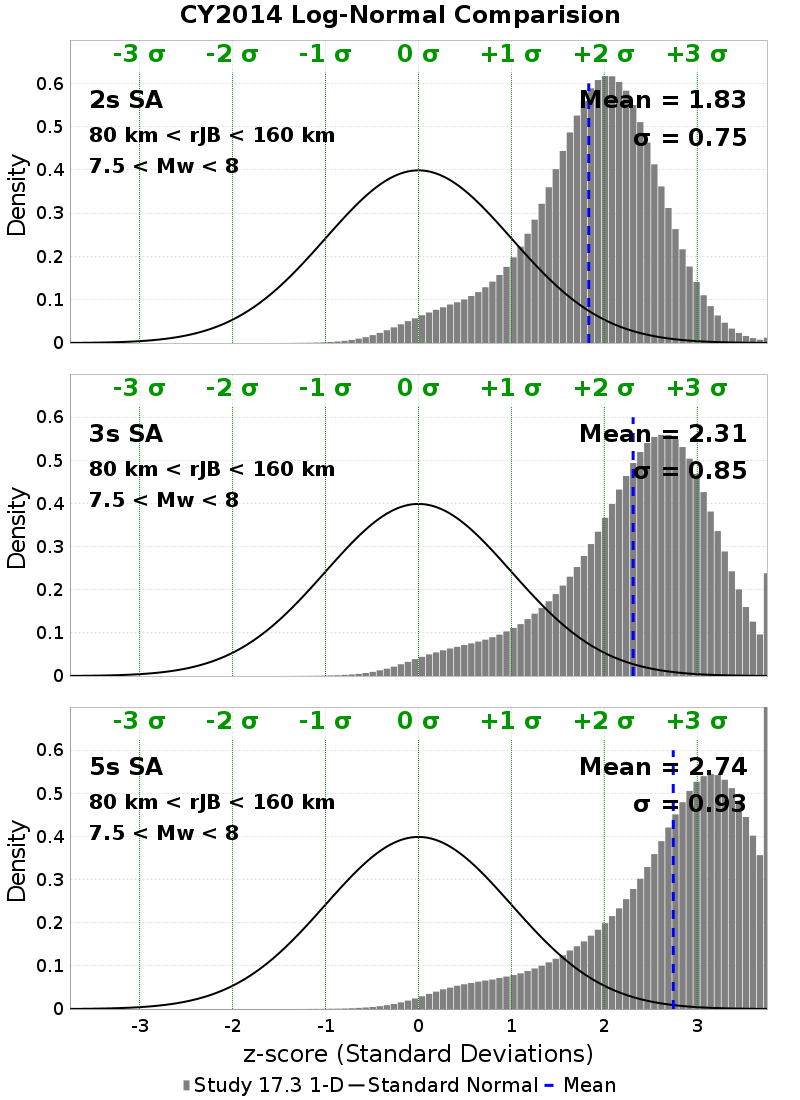 CY2014 Log-Normal Comparision
-3 σ -2 σ -1 σ 0 σ +1 σ +2 σ +3 σ
2s SA
80 km < rJB < 160 km
7.5 < Mw < 8
Mean = 1.83
σ = 0.75
Density
0.6
0.5
0.4
0.3
0.2
0.1
0
-3 σ -2 σ -1 σ 0 σ +1 σ +2 σ +3 σ
3s SA
80 km < rJB < 160 km
7.5 < Mw < 8
Mean = 2.31
σ = 0.85
Density
0.6
0.5
0.4
0.3
0.2
0.1
0
-3 σ -2 σ -1 σ 0 σ +1 σ +2 σ +3 σ
5s SA
80 km < rJB < 160 km
7.5 < Mw < 8
Mean = 2.74
σ = 0.93
Density
0.6
0.5
0.4
0.3
0.2
0.1
0
-3 -2 -1 0 1 2 3
z-score (Standard Deviations)
Study 17.3 1-D Standard Normal Mean